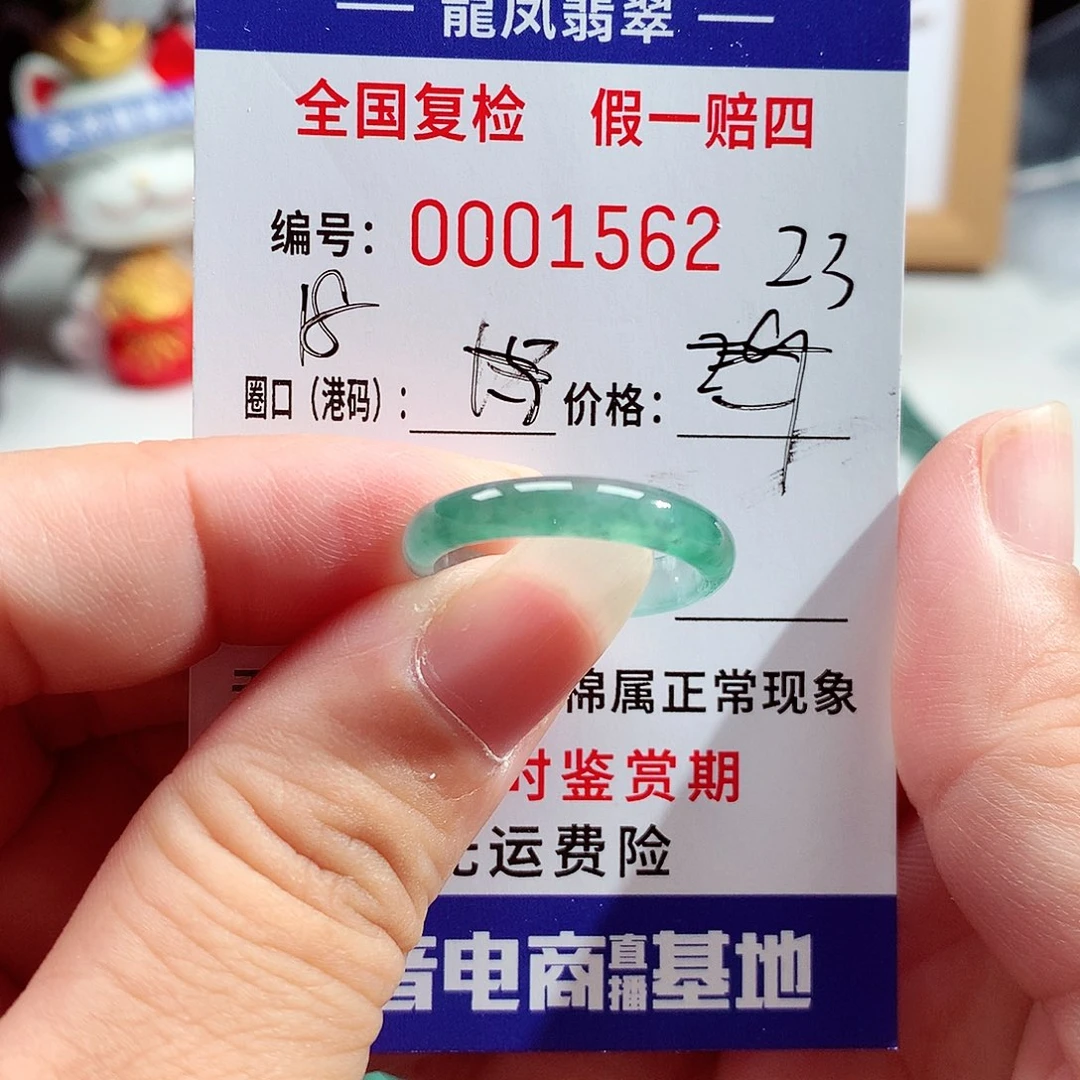 龍凤翡翠
全国复检 假一赔四
编号：0001562
23
18
圈口（港码）： 价格：
棉属正常现象
时鉴赏期
运费险
音电商直播基地